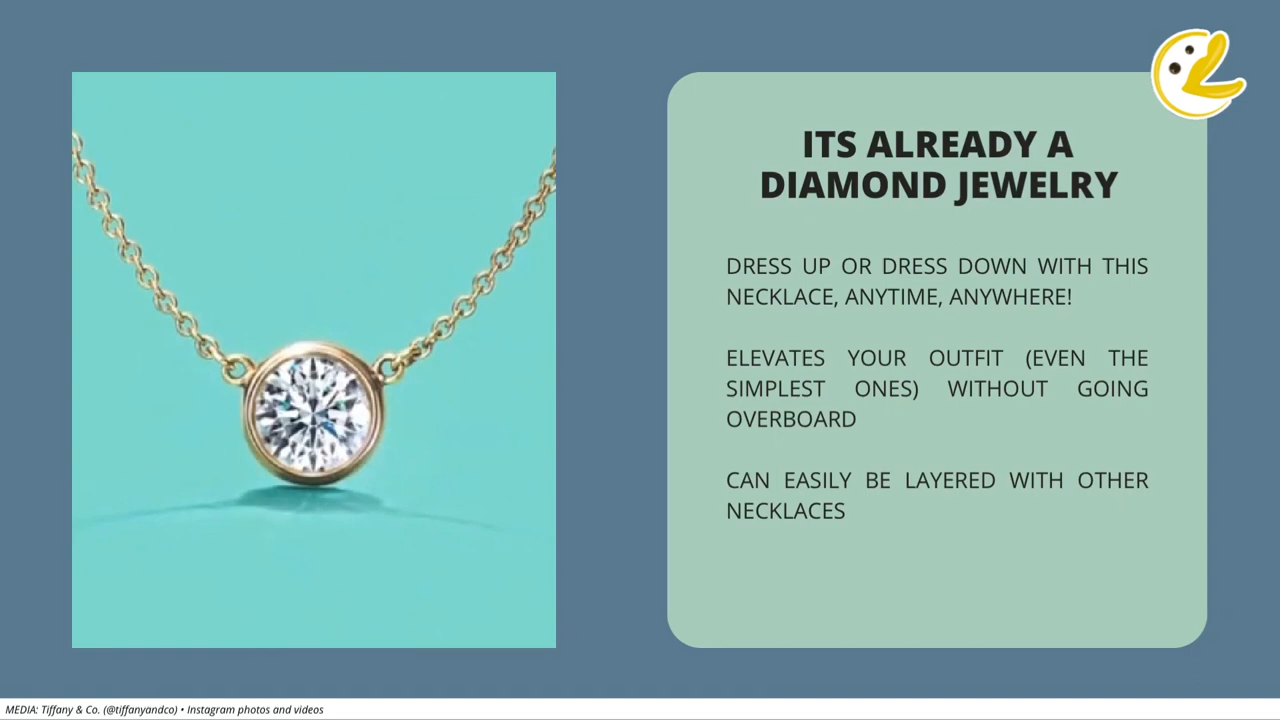 ITS ALREADY A
DIAMOND JEWELRY
DRESS UP OR DRESS DOWN WITH THIS
NECKLACE, ANYTIME, ANYWHERE!
ELEVATES YOUR OUTFIT (EVEN THE
SIMPLEST ONES) WITHOUT GOING
OVERBOARD
CAN EASILY BE LAYERED WITH OTHER
NECKLACES
MEDIA: Tiffany & Co. (@tiffanyandco) • Instagram photos and videos